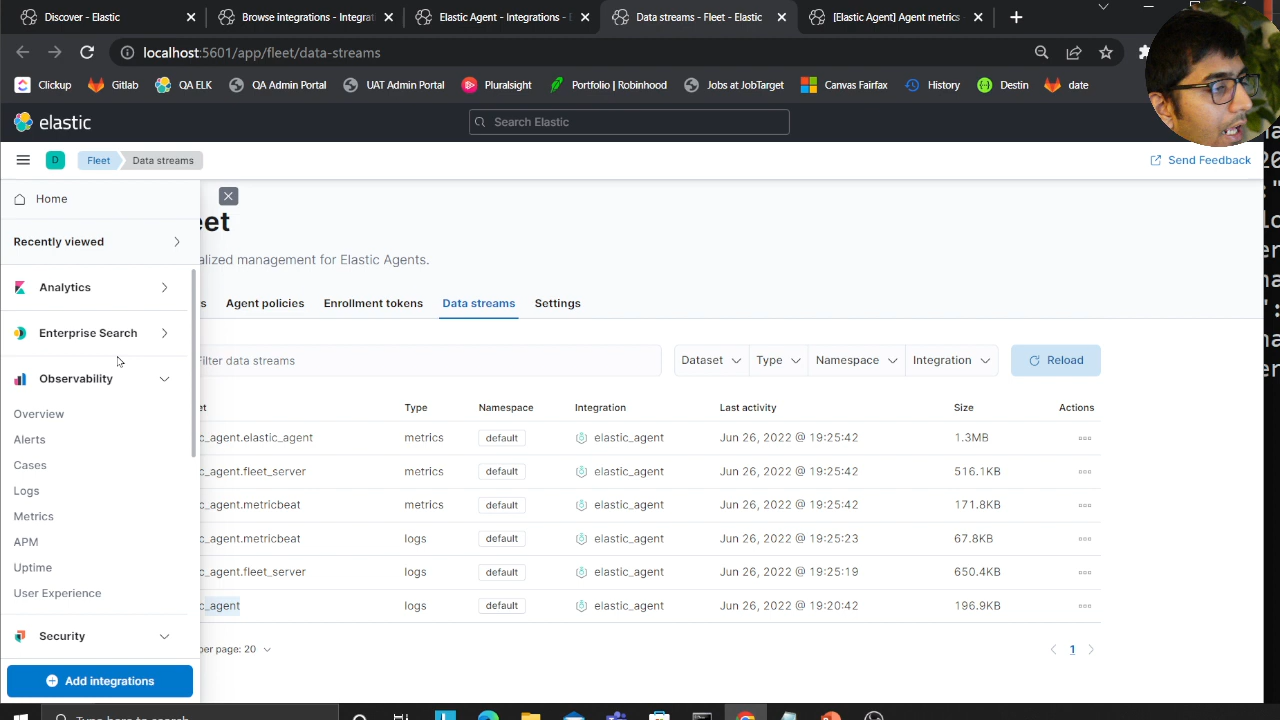 Discover - Elastic
Browse integrations - Integrat
Elastic Agent - Integrations -
Data streams - Fleet - Elastic
[Elastic Agent] Agent metrics
localhost:5601/app/fleet/data-streams
Clickup Gitlab QA ELK QA Admin Portal UAT Admin Portal Pluralsight Portfolio | Robinhood Jobs at JobTarget Canvas Fairfax History Destin date
elastic
Search Elastic
D Fleet Data streams
Send Feedback
Home
Recently viewed
Analytics
Enterprise Search
Observability
Overview
Alerts
Cases
Logs
Metrics
APM
Uptime
User Experience
Security
Add integrations
eet
alized management for Elastic Agents.
s Agent policies Enrollment tokens Data streams Settings
Filter data streams Dataset Type Namespace Integration Reload
et Type Namespace Integration Last activity Size Actions
c_agent.elastic_agent metrics default elastic_agent Jun 26, 2022 @ 19:25:42 1.3MB
c_agent.fleet_server metrics default elastic_agent Jun 26, 2022 @ 19:25:42 516.1KB
c_agent.metricbeat metrics default elastic_agent Jun 26, 2022 @ 19:25:42 171.8KB
c_agent.metricbeat logs default elastic_agent Jun 26, 2022 @ 19:25:23 67.8KB
c_agent.fleet_server logs default elastic_agent Jun 26, 2022 @ 19:25:19 650.4KB
c_agent logs default elastic_agent Jun 26, 2022 @ 19:20:42 196.9KB
per page: 20
1
Type here to search